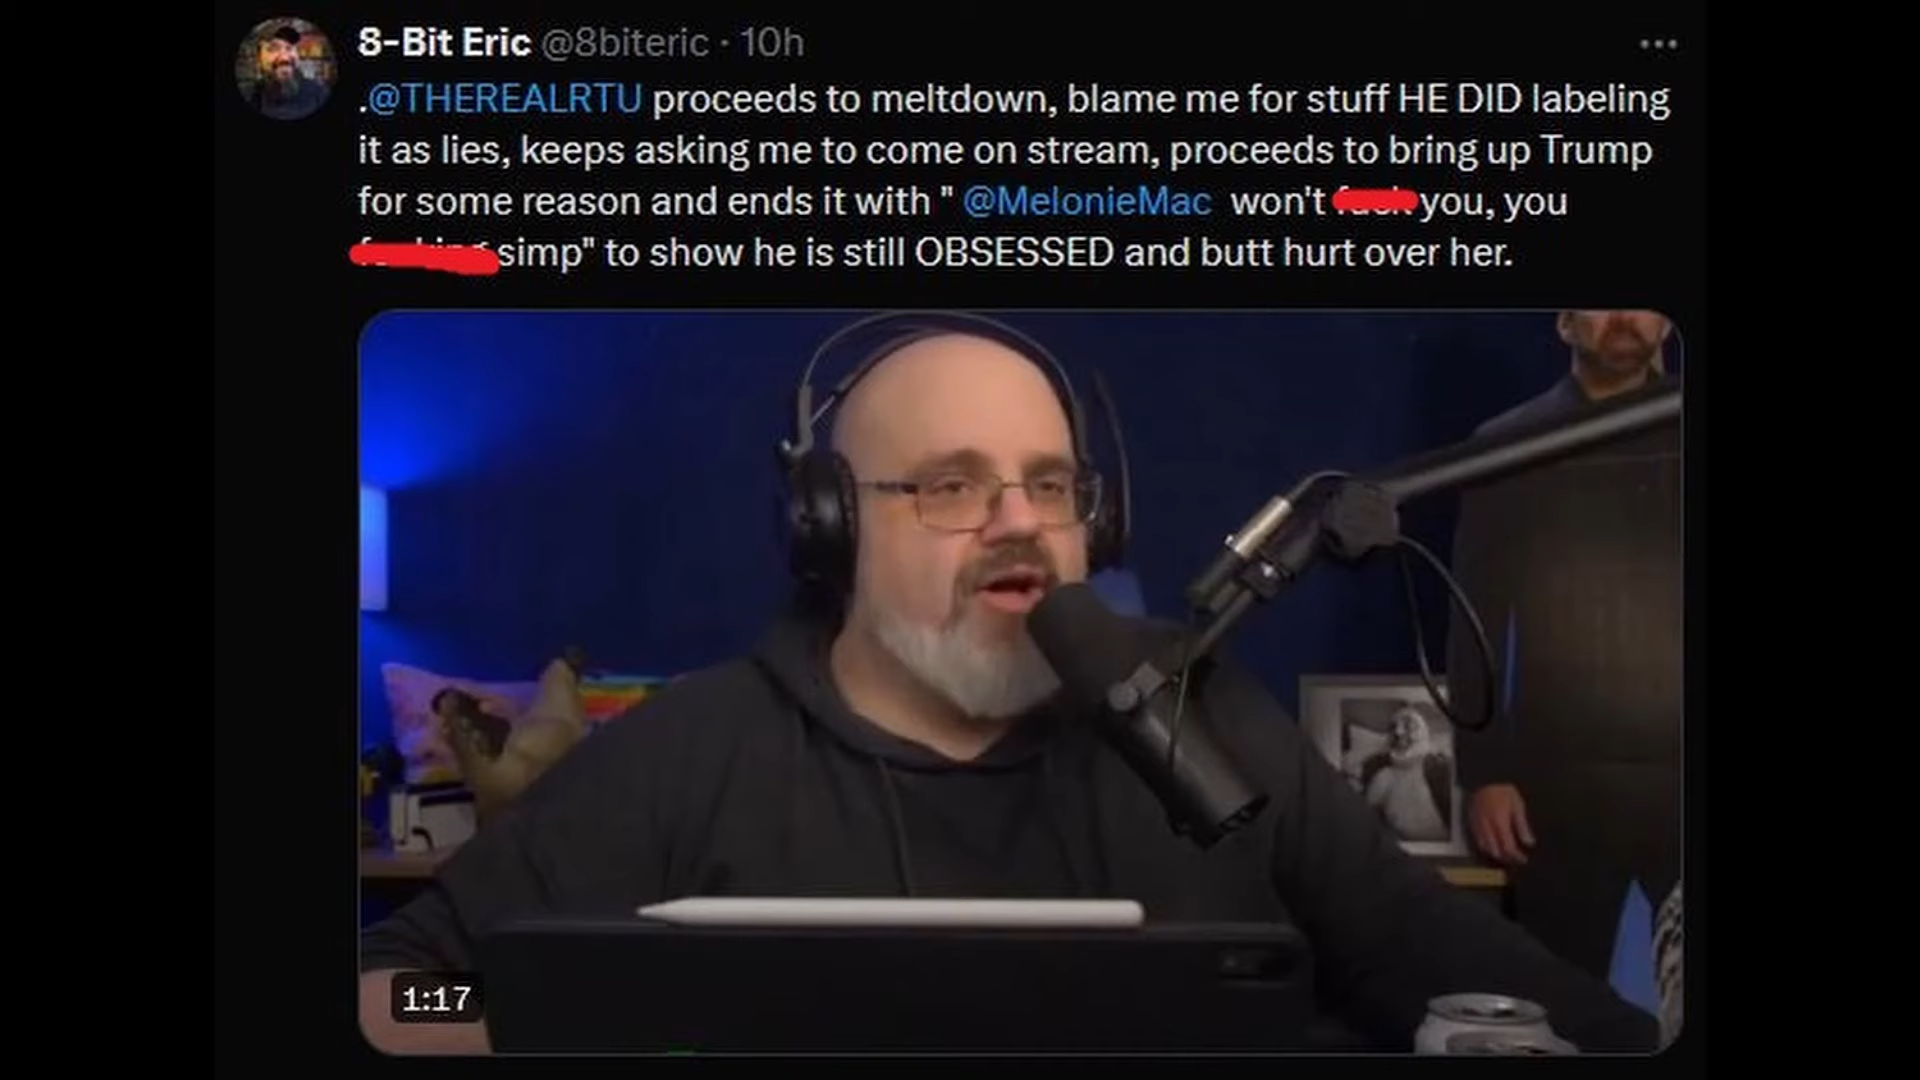 8-Bit Eric @8biteric · 10h
.@THEREALRTU proceeds to meltdown, blame me for stuff HE DID labeling
it as lies, keeps asking me to come on stream, proceeds to bring up Trump
for some reason and ends it with " @MelonieMac won't you, you
simp" to show he is still OBSESSED and butt hurt over her.
1:17